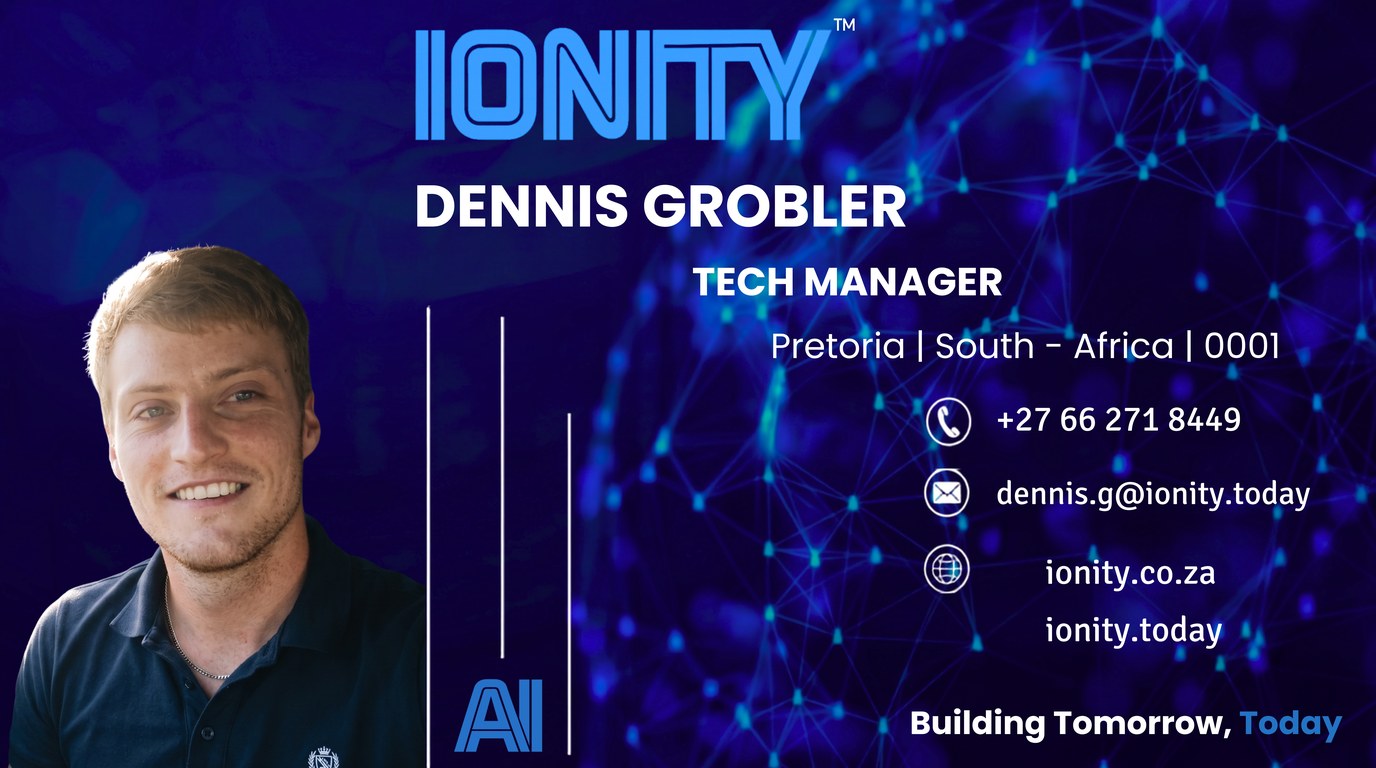 IONITY™
DENNIS GROBLER
TECH MANAGER
Pretoria | South - Africa | 0001
+27 66 271 8449
dennis.g@ionity.today
ionity.co.za
ionity.today
AI
Building Tomorrow, Today